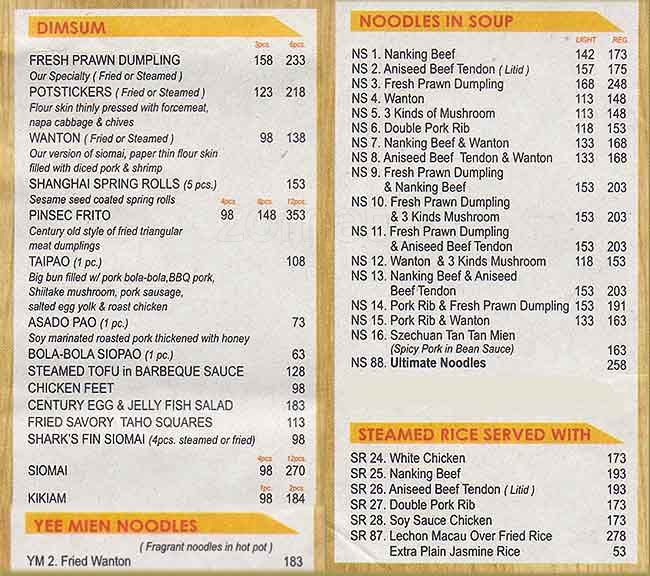 DIMSUM
3pcs. 6pcs.
FRESH PRAWN DUMPLING 158 233
Our Specialty ( Fried or Steamed )
POTSTICKERS ( Fried or Steamed ) 123 218
Flour skin thinly pressed with forcemeat,
napa cabbage & chives
WANTON ( Fried or Steamed ) 98 138
Our version of siomai, paper thin flour skin
filled with diced pork & shrimp
SHANGHAI SPRING ROLLS (5 pcs.) 153
Sesame seed coated spring rolls
4pcs. 6pcs. 12pcs.
PINSEC FRITO 98 148 353
Century old style of fried triangular
meat dumplings
TAIPAO (1 pc.) 108
Big bun filled w/ pork bola-bola,BBQ pork,
Shiitake mushroom, pork sausage,
salted egg yolk & roast chicken
ASADO PAO (1 pc.) 73
Soy marinated roasted pork thickened with honey
BOLA-BOLA SIOPAO (1 pc.) 63
STEAMED TOFU in BARBEQUE SAUCE 128
CHICKEN FEET 98
CENTURY EGG & JELLY FISH SALAD 183
FRIED SAVORY TAHO SQUARES 113
SHARK'S FIN SIOMAI (4pcs. steamed or fried) 98
4pcs. 12pcs.
SIOMAI 98 270
1pc. 2pcs.
KIKIAM 98 184
YEE MIEN NOODLES
( Fragrant noodles in hot pot )
YM 2. Fried Wanton 183
NOODLES IN SOUP
LIGHT REG.
NS 1. Nanking Beef 142 173
NS 2. Aniseed Beef Tendon ( Litid ) 157 175
NS 3. Fresh Prawn Dumpling 168 248
NS 4. Wanton 113 148
NS 5. 3 Kinds of Mushroom 113 148
NS 6. Double Pork Rib 118 153
NS 7. Nanking Beef & Wanton 133 168
NS 8. Aniseed Beef Tendon & Wanton 133 168
NS 9. Fresh Prawn Dumpling
& Nanking Beef 153 203
NS 10. Fresh Prawn Dumpling
& 3 Kinds Mushroom 153 203
NS 11. Fresh Prawn Dumpling
& Aniseed Beef Tendon 153 203
NS 12. Wanton & 3 Kinds Mushroom 118 153
NS 13. Nanking Beef & Aniseed
Beef Tendon 153 203
NS 14. Pork Rib & Fresh Prawn Dumpling 153 191
NS 15. Pork Rib & Wanton 133 163
NS 16. Szechuan Tan Tan Mien
(Spicy Pork in Bean Sauce) 163
NS 88. Ultimate Noodles 258
STEAMED RICE SERVED WITH
SR 24. White Chicken 173
SR 25. Nanking Beef 193
SR 26. Aniseed Beef Tendon ( Litid ) 193
SR 27. Double Pork Rib 173
SR 28. Soy Sauce Chicken 173
SR 87. Lechon Macau Over Fried Rice 278
Extra Plain Jasmine Rice 53